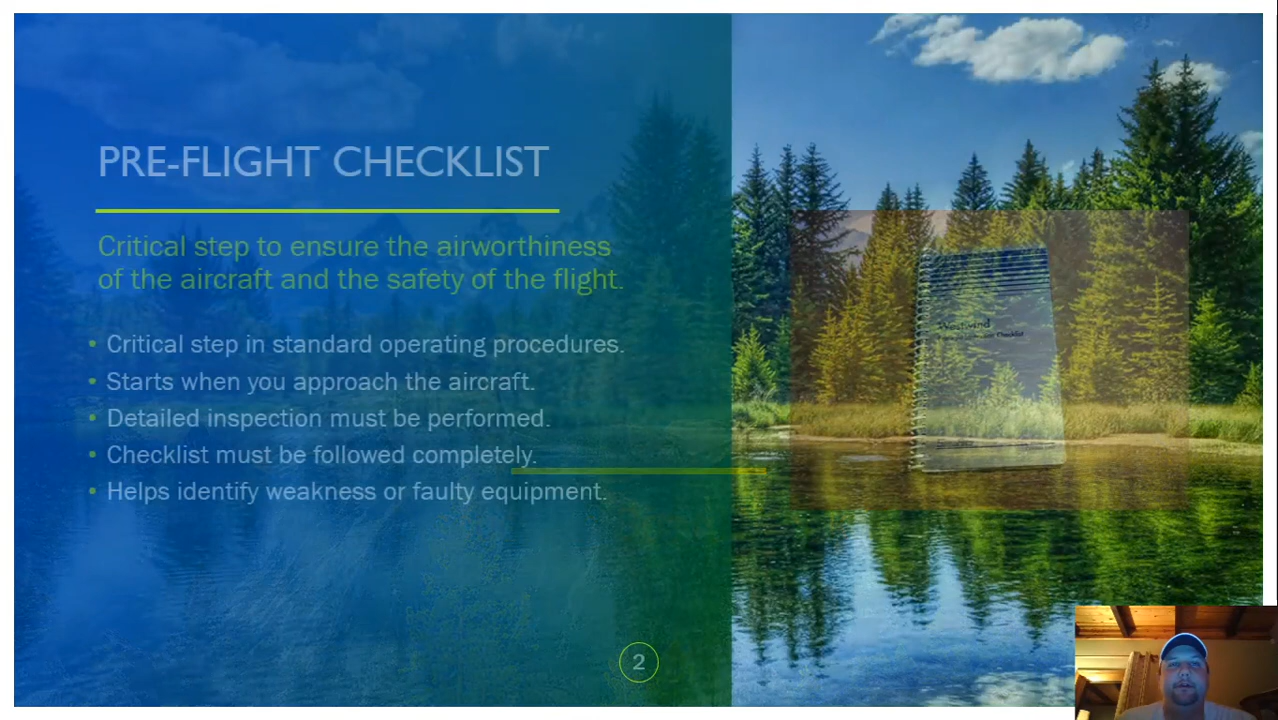 PRE-FLIGHT CHECKLIST
Critical step to ensure the airworthiness
of the aircraft and the safety of the flight.
• Critical step in standard operating procedures.
• Starts when you approach the aircraft.
• Detailed inspection must be performed.
• Checklist must be followed completely.
• Helps identify weakness or faulty equipment.
Westwind
Checklist
2